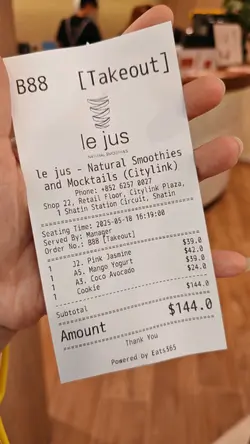 B88 [Takeout]
le jus
NATURAL SMOOTHIES
le jus - Natural Smoothies
and Mocktails (Citylink)
Phone: +852 6257 8027
Shop 22, Retail Floor, Citylink Plaza,
1 Shatin Station Circuit, Shatin
Seating Time: 2025-05-18 16:19:00
Served By: Manager
Order No.: B88 [Takeout]
1 J2. Pink Jasmine $39.0
1 A5. Mango Yogurt $42.0
1 A3. Coco Avocado $39.0
1 Cookie $24.0
Subtotal $144.0
Amount $144.0
Thank You
Powered by Eats365